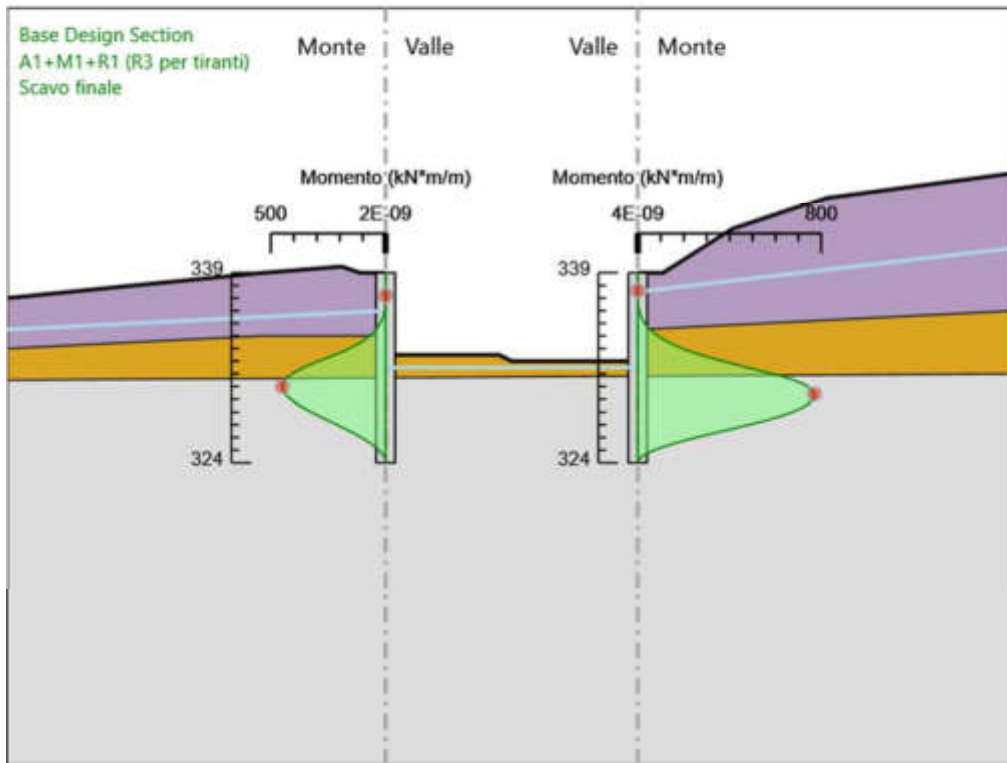 Base Design Section
A1+M1+R1 (R3 per tiranti)
Scavo finale
Monte Valle Valle Monte
Momento (kN*m/m) Momento (kN*m/m)
500 2E-09 4E-09 800
339 339
324 324